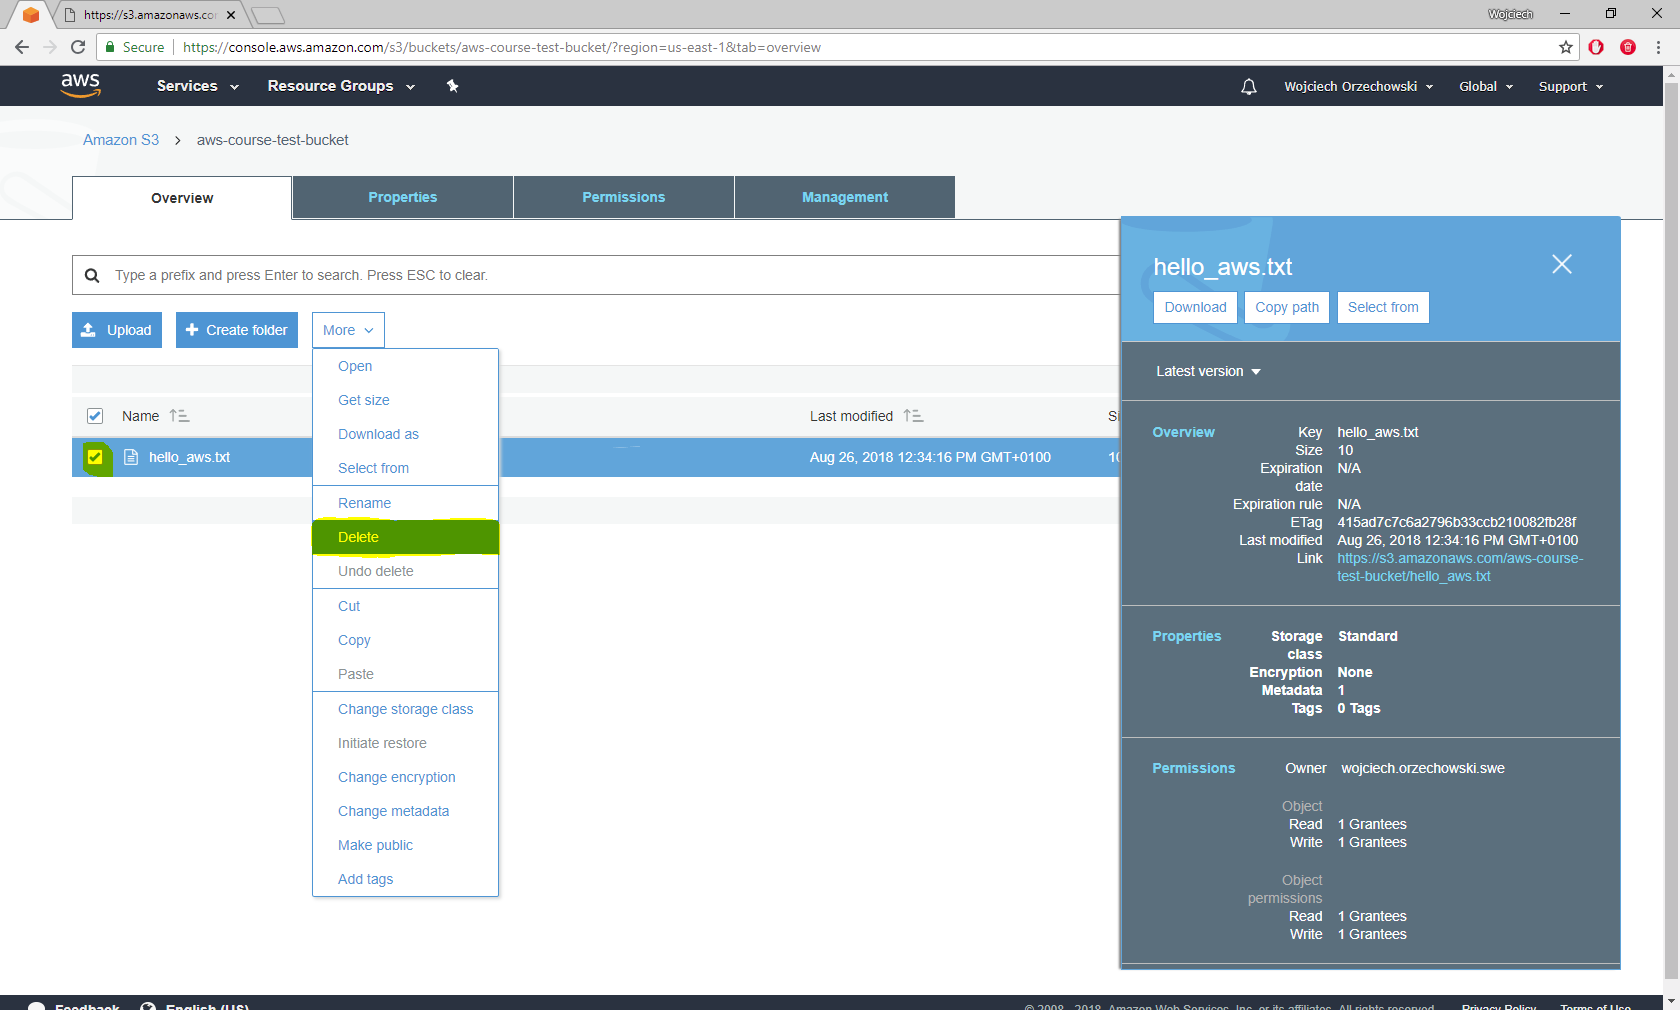 https://s3.amazonaws.cor
Wojciech
Secure
https://console.aws.amazon.com/s3/buckets/aws-course-test-bucket/?region=us-east-1&tab=overview
aws
Services
Resource Groups
Wojciech Orzechowski
Global
Support
Amazon S3
aws-course-test-bucket
Overview
Properties
Permissions
Management
Type a prefix and press Enter to search. Press ESC to clear.
Upload
Create folder
More
Open
Get size
Download as
Select from
Rename
Delete
Undo delete
Cut
Copy
Paste
Change storage class
Initiate restore
Change encryption
Change metadata
Make public
Add tags
Name
Last modified
hello_aws.txt
Aug 26, 2018 12:34:16 PM GMT+0100
10
hello_aws.txt
Download
Copy path
Select from
Latest version
Overview
Key hello_aws.txt
Size 10
Expiration date N/A
Expiration rule N/A
ETag 415ad7c7c6a2796b33ccb210082fb28f
Last modified Aug 26, 2018 12:34:16 PM GMT+0100
Link https://s3.amazonaws.com/aws-course-
test-bucket/hello_aws.txt
Properties
Storage class Standard
Encryption None
Metadata 1
Tags 0 Tags
Permissions
Owner wojciech.orzechowski.swe
Object
Read 1 Grantees
Write 1 Grantees
Object
permissions
Read 1 Grantees
Write 1 Grantees
Feedback
English (US)
© 2008 - 2018, Amazon Web Services, Inc. or its affiliates. All rights reserved.
Privacy Policy
Terms of Use